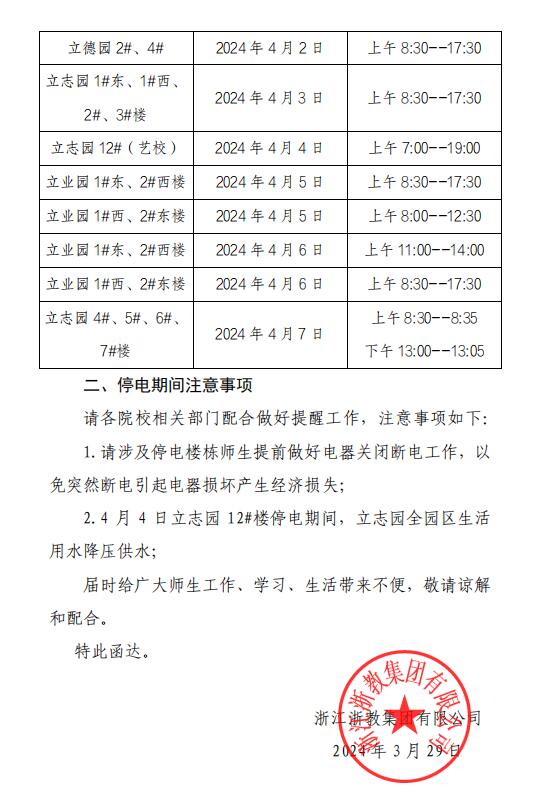 立德园 2#、4# 2024 年 4 月 2 日 上午 8:30--17:30
立志园 1#东、1#西、
2#、3#楼 2024 年 4 月 3 日 上午 8:30--17:30
立志园 12#（艺校） 2024 年 4 月 4 日 上午 7:00--19:00
立业园 1#东、2#西楼 2024 年 4 月 5 日 上午 8:30--17:30
立业园 1#西、2#东楼 2024 年 4 月 5 日 上午 8:00--12:30
立业园 1#东、2#西楼 2024 年 4 月 6 日 上午 11:00--14:00
立业园 1#西、2#东楼 2024 年 4 月 6 日 上午 8:30--17:30
立志园 4#、5#、6#、
7#楼 2024 年 4 月 7 日 上午 8:30--8:35
下午 13:00--13:05
二、停电期间注意事项
请各院校相关部门配合做好提醒工作，注意事项如下：
1.请涉及停电楼栋师生提前做好电器关闭断电工作，以
免突然断电引起电器损坏产生经济损失；
2.4 月 4 日立志园 12#楼停电期间，立志园全园区生活
用水降压供水；
届时给广大师生工作、学习、生活带来不便，敬请谅解
和配合。
特此函达。
浙江浙教集团有限公司
浙江浙教集团有限公司
2024 年 3 月 29 日